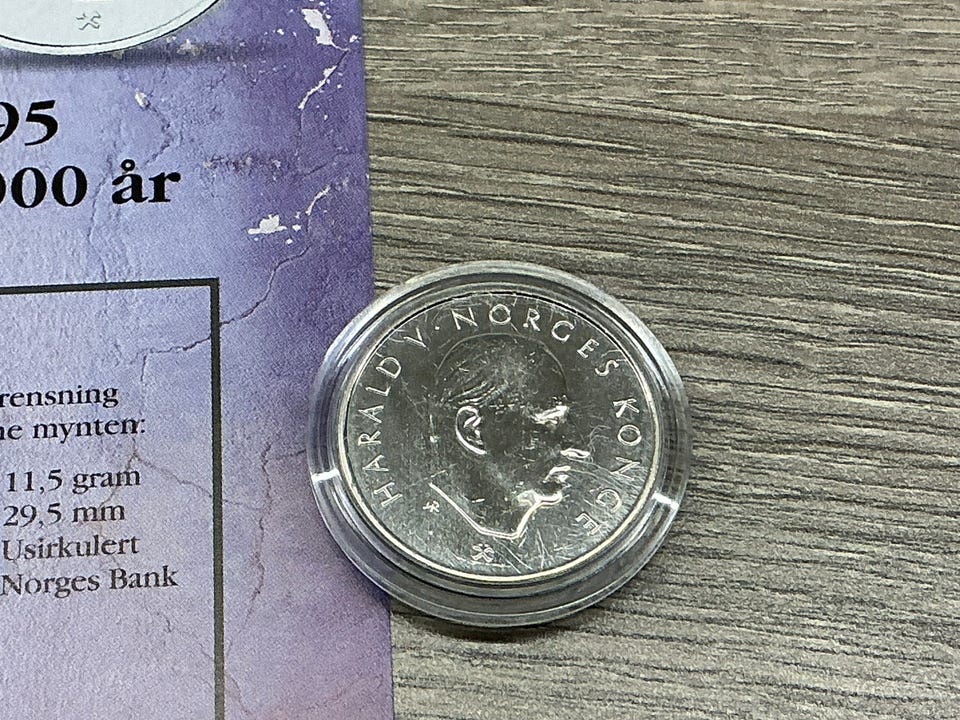 95
000 år
rensning
ne mynten:
11,5 gram
29,5 mm
Usirkulert
Norges Bank
HARALD V · NORGES KONGE